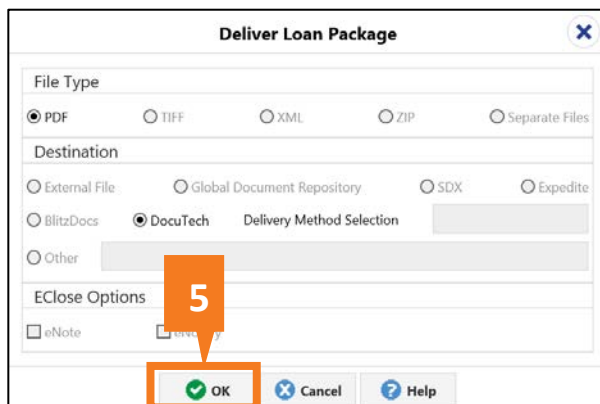 Deliver Loan Package
File Type
PDF TIFF XML ZIP Separate Files
Destination
External File Global Document Repository SDX Expedite
BlitzDocs DocuTech Delivery Method Selection
Other
EClose Options
5
eNote
OK Cancel Help